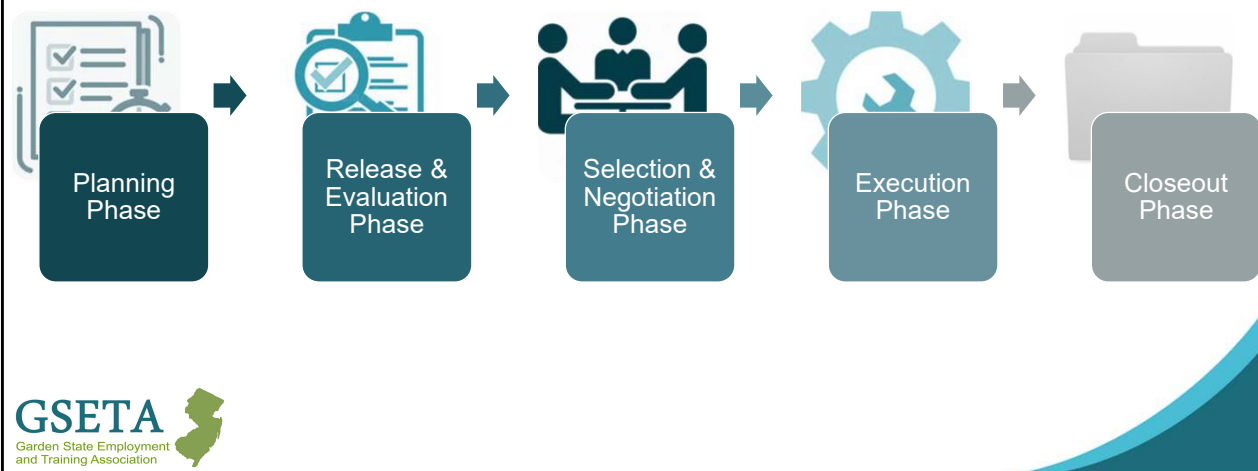 Planning
Phase
Release &
Evaluation
Phase
Selection &
Negotiation
Phase
Execution
Phase
Closeout
Phase
GSETA
Garden State Employment
and Training Association